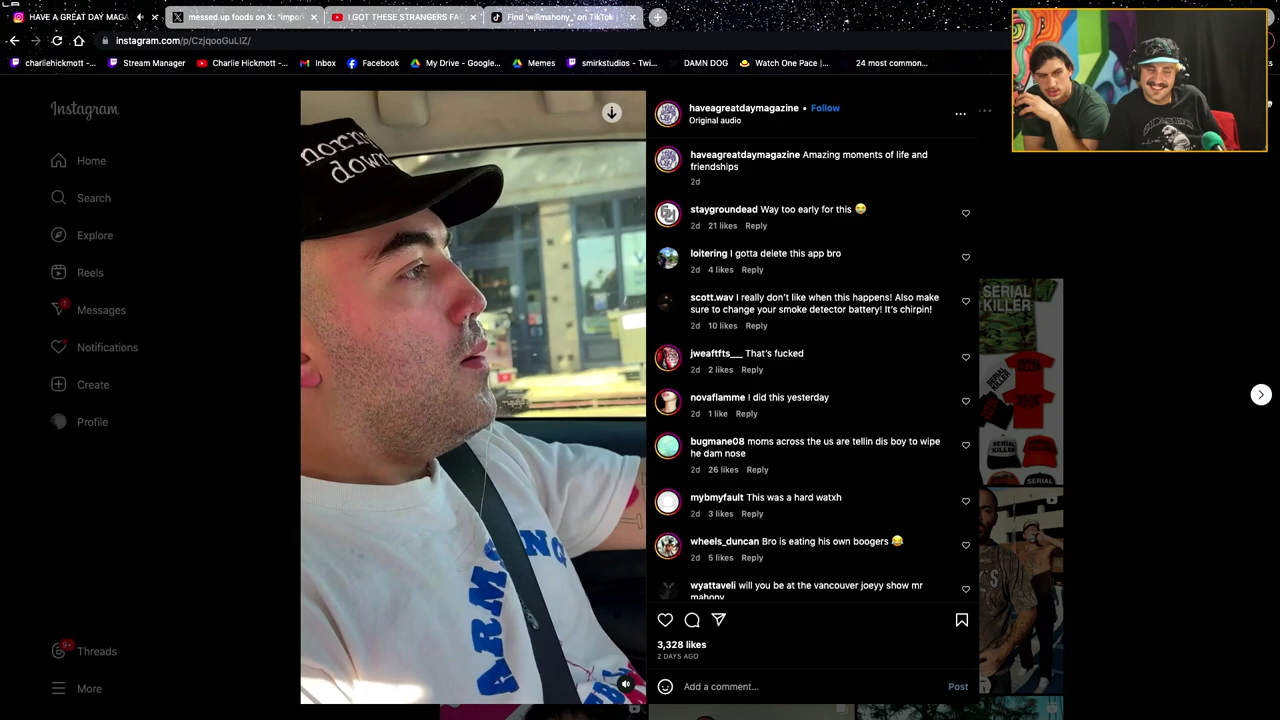 HAVE A GREAT DAY MAGA
messed up foods on X: "impo
I GOT THESE STRANGERS FA
Find 'willmahony_' on TikTok
instagram.com/p/CzjqooGuLIZ/
charliehickmott - Twitc...
Stream Manager
Charlie Hickmott -...
Inbox
Facebook
My Drive - Google...
Memes
smirkstudios - Twi...
DAMN DOG
Watch One Pace |...
24 most common...
Instagram
Home
Search
Explore
Reels
1
Messages
Notifications
Create
Profile
9+
Threads
More
horny
down
haveagreatdaymagazine • Follow
Original audio
haveagreatdaymagazine Amazing moments of life and
friendships
2d
staygroundead Way too early for this 😂
2d 21 likes Reply
loitering I gotta delete this app bro
2d 4 likes Reply
scott.wav I really don't like when this happens! Also make
sure to change your smoke detector battery! It's chirpin!
2d 10 likes Reply
jweaftfts__ That's fucked
2d 2 likes Reply
novaflamme I did this yesterday
2d 1 like Reply
bugmane08 moms across the us are tellin dis boy to wipe
he dam nose
2d 26 likes Reply
mybmyfault This was a hard watxh
2d 3 likes Reply
wheels_duncan Bro is eating his own boogers 😂
2d 5 likes Reply
wyattaveli will you be at the vancouver joeyy show mr
mahony
3,328 likes
2 DAYS AGO
Add a comment...
Post
SERIAL
KILLER
SERIAL